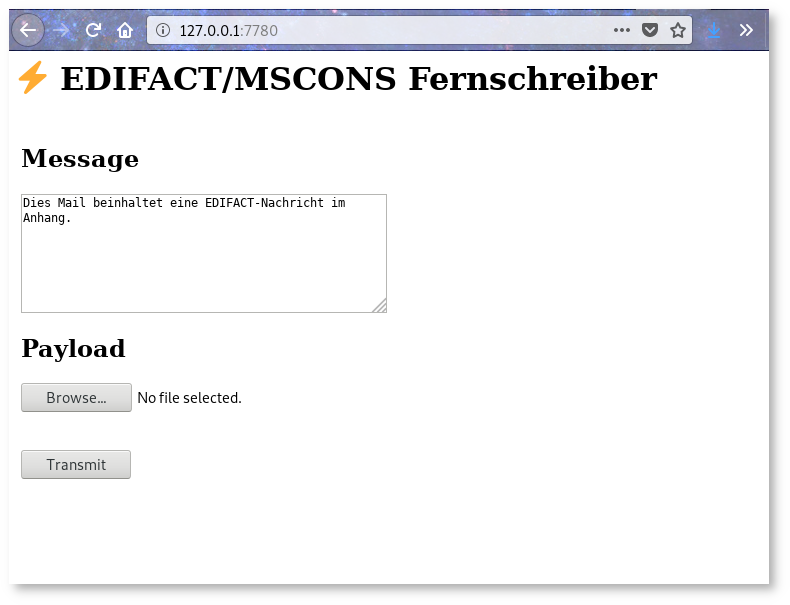 127.0.0.1:7780
⚡ EDIFACT/MSCONS Fernschreiber
Message
Dies Mail beinhaltet eine EDIFACT-Nachricht im
Anhang.
Payload
Browse... No file selected.
Transmit